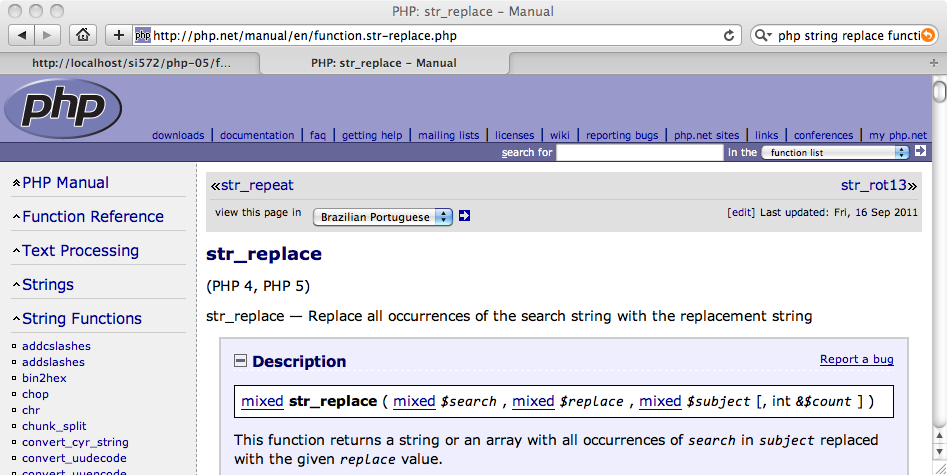 PHP: str_replace – Manual
http://php.net/manual/en/function.str-replace.php
php string replace functi
http://localhost/si572/php-05/f...
PHP: str_replace – Manual
php
downloads | documentation | faq | getting help | mailing lists | licenses | wiki | reporting bugs | php.net sites | links | conferences | my php.net
search for in the function list
PHP Manual
Function Reference
Text Processing
Strings
String Functions
addcslashes
addslashes
bin2hex
chop
chr
chunk_split
convert_cyr_string
convert_uudecode
convert_uuencode
«str_repeat
str_rot13»
view this page in Brazilian Portuguese
[edit] Last updated: Fri, 16 Sep 2011
str_replace
(PHP 4, PHP 5)
str_replace — Replace all occurrences of the search string with the replacement string
Description
Report a bug
mixed str_replace ( mixed $search , mixed $replace , mixed $subject [, int &$count ] )
This function returns a string or an array with all occurrences of search in subject replaced
with the given replace value.